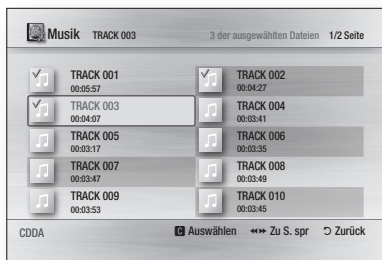 Musik TRACK 003 3 der ausgewählten Dateien 1/2 Seite
TRACK 001 TRACK 002
00:05:57 00:04:27
TRACK 003 TRACK 004
00:04:07 00:03:41
TRACK 005 TRACK 006
00:03:17 00:03:35
TRACK 007 TRACK 008
00:03:47 00:03:49
TRACK 009 TRACK 010
00:03:53 00:03:45
CDDA C Auswählen Zu S. spr Zurück